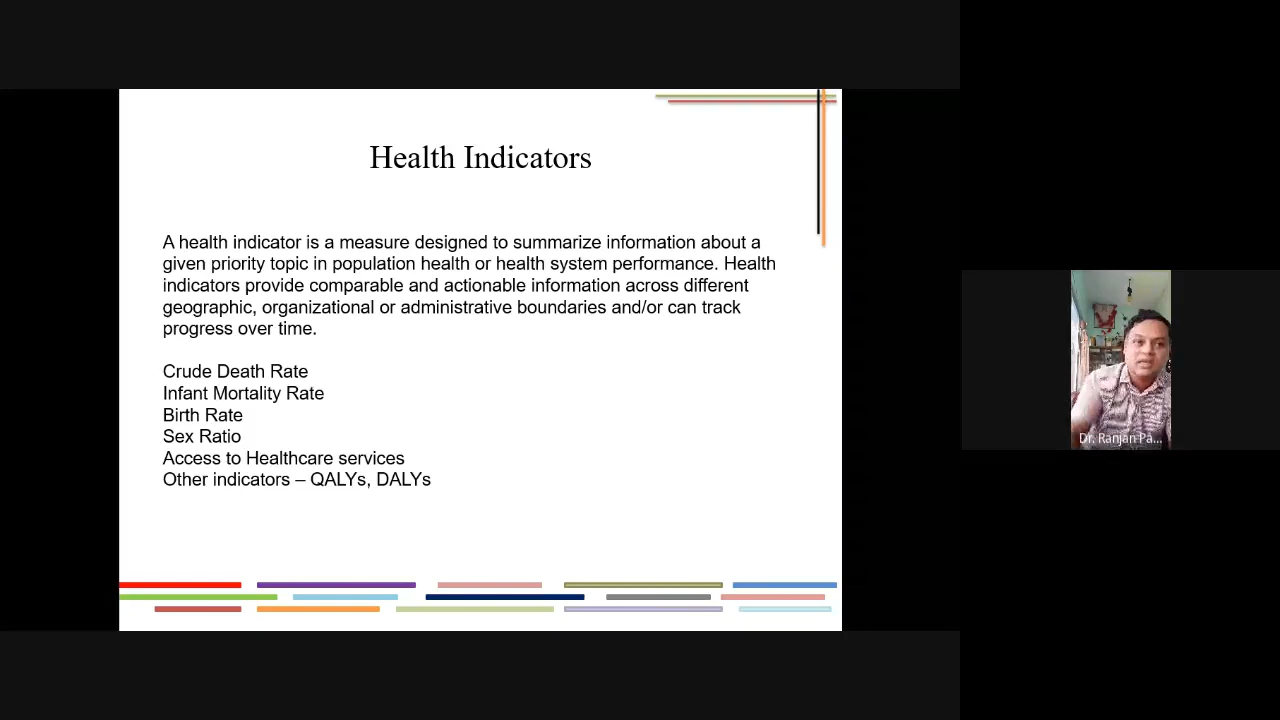 Health Indicators
A health indicator is a measure designed to summarize information about a
given priority topic in population health or health system performance. Health
indicators provide comparable and actionable information across different
geographic, organizational or administrative boundaries and/or can track
progress over time.
Crude Death Rate
Infant Mortality Rate
Birth Rate
Sex Ratio
Access to Healthcare services
Other indicators – QALYs, DALYs
Dr. Ranjan Pa...